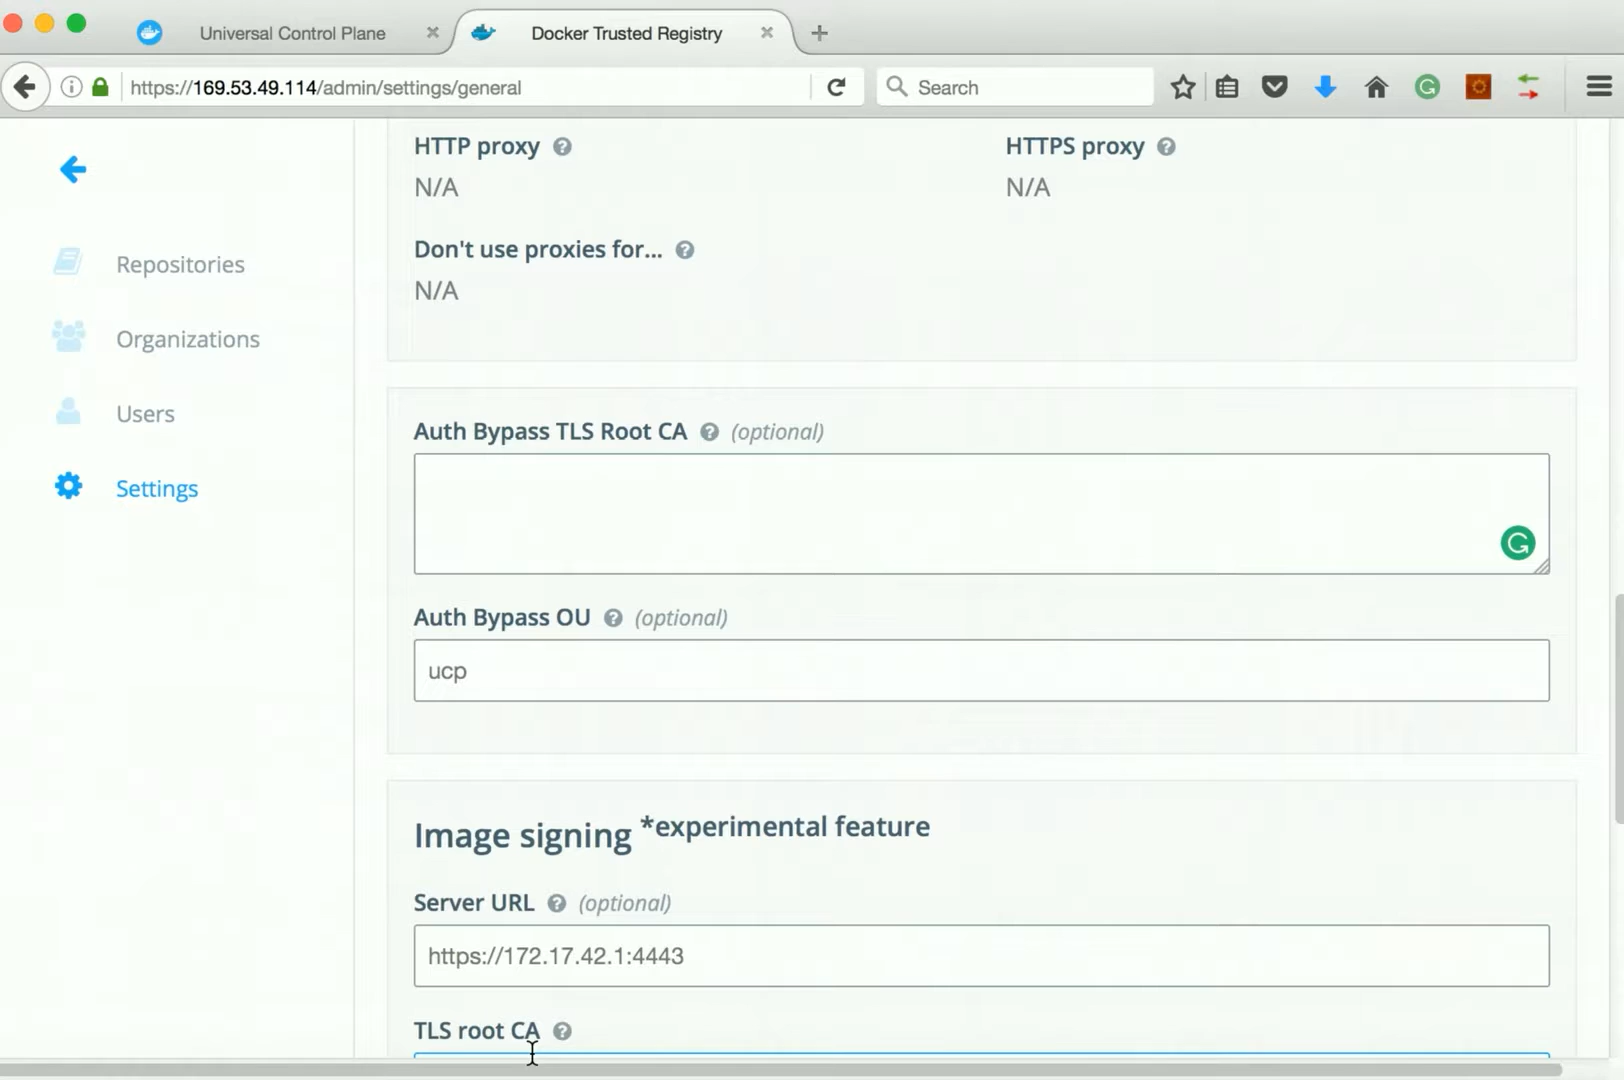 Universal Control Plane
Docker Trusted Registry
https://169.53.49.114/admin/settings/general
Search
HTTP proxy
HTTPS proxy
N/A
N/A
Don't use proxies for...
N/A
Repositories
Organizations
Users
Settings
Auth Bypass TLS Root CA (optional)
Auth Bypass OU (optional)
ucp
Image signing *experimental feature
Server URL (optional)
https://172.17.42.1:4443
TLS root CA